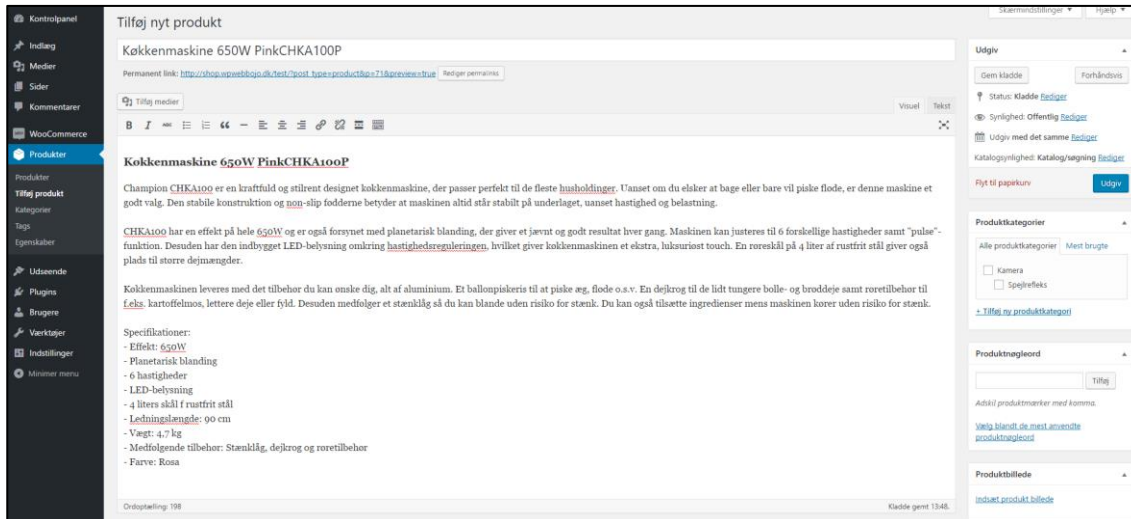 Kontrolpanel
Indlæg
Medier
Sider
Kommentarer
WooCommerce
Produkter
Produkter
Tilføj produkt
Kategorier
Tags
Egenskaber
Udseende
Plugins
Brugere
Værktøjer
Indstillinger
Minimer menu
Skærmindstillinger
Hjælp
Tilføj nyt produkt
Køkkenmaskine 650W PinkCHKA100P
Permanent link: http://shop.wpwebbojo.dk/test/?post_type=product&p=71&preview=true Rediger permalinks
Tilføj medier
Visuel Tekst
Køkkenmaskine 650W PinkCHKA100P
Champion CHKA100 er en kraftfuld og stilrent designet køkkenmaskine, der passer perfekt til de fleste husholdinger. Uanset om du elsker at bage eller bare vil piske fløde, er denne maskine et
godt valg. Den stabile konstruktion og non-slip fødderne betyder at maskinen altid står stabilt på underlaget, uanset hastighed og belastning.
CHKA100 har en effekt på hele 650W og er også forsynet med planetarisk blanding, der giver et jævnt og godt resultat hver gang. Maskinen kan justeres til 6 forskellige hastigheder samt "pulse"-
funktion. Desuden har den indbygget LED-belysning omkring hastighedsreguleringen, hvilket giver køkkenmaskinen et ekstra, luksuriøst touch. En røreskål på 4 liter af rustfrit stål giver også
plads til større dejmængder.
Køkkenmaskinen leveres med det tilbehør du kan ønske dig, alt af aluminium. Et ballonpiskeris til at piske æg, fløde o.s.v. En dejkrog til de lidt tungere bolle- og brøddeje samt røretilbehør til
f.eks. kartoffelmos, lettere deje eller fyld. Desuden medfølger et stænklåg så du kan blande uden risiko for stænk. Du kan også tilsætte ingredienser mens maskinen kører uden risiko for stænk.
Specifikationer:
- Effekt: 650W
- Planetarisk blanding
- 6 hastigheder
- LED-belysning
- 4 liters skål f rustfrit stål
- Ledningslængde: 90 cm
- Vægt: 4,7 kg
- Medfølgende tilbehør: Stænklåg, dejkrog og røretilbehør
- Farve: Rosa
Ordoptælling: 198
Kladde gemt 13:48.
Udgiv
Gem kladde
Forhåndsvis
Status: Kladde Rediger
Synlighed: Offentlig Rediger
Udgiv med det samme Rediger
Katalogsynlighed: Katalog/søgning Rediger
Flyt til papirkurv
Udgiv
Produktkategorier
Alle produktkategorier Mest brugte
Kamera
Spejlrefleks
+ Tilføj ny produktkategori
Produktnøgleord
Tilføj
Adskil produktmærker med komma.
Vælg blandt de mest anvendte
produktnøgleord
Produktbillede
indsæt produkt billede